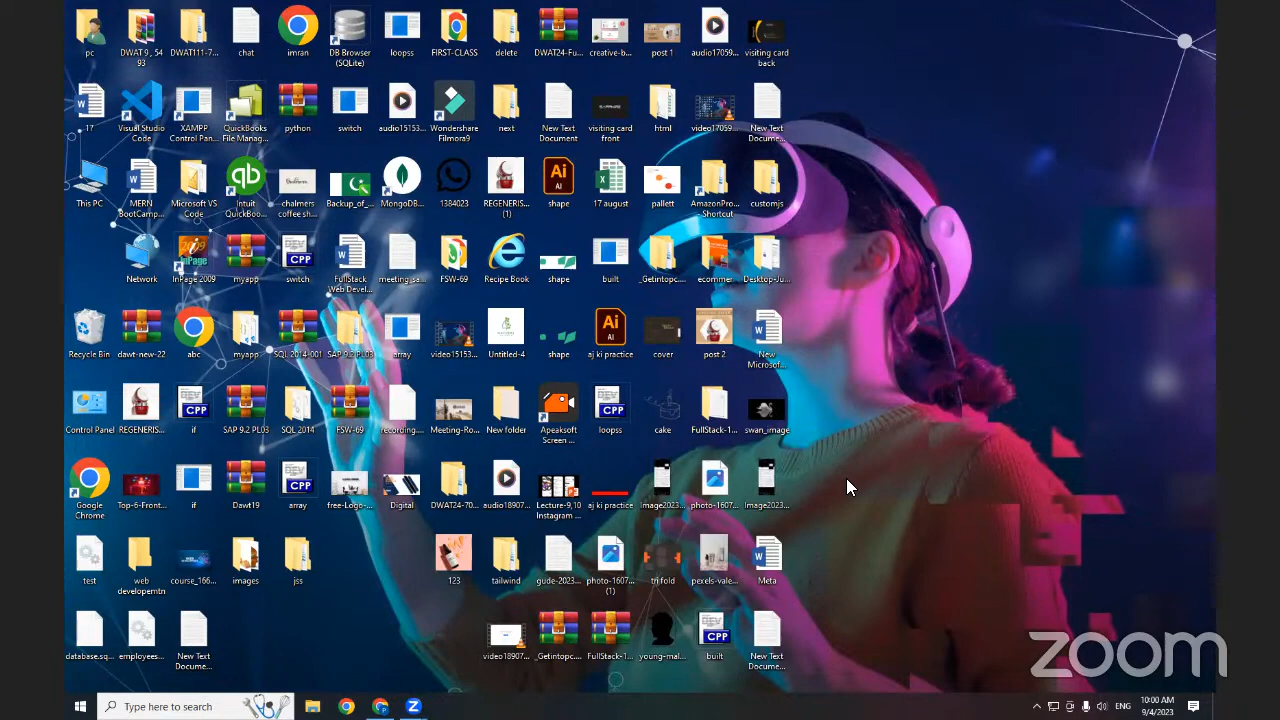 pc
DWAT 9 , 54
93
DWAT111-7...
chat
imran
DB Browser
(SQLite)
loopss
FIRST-CLASS
delete
DWAT24-Fu...
creative-b...
post 1
audio17059...
visiting card
back
17
Visual Studio
Code
XAMPP
Control Pan...
QuickBooks
File Manag...
python
switch
audio15153...
Wondershare
Filmora9
next
New Text
Document
visiting card
front
html
video17059...
New Text
Docume...
This PC
MERN
BootCamp...
Microsoft VS
Code
Intuit
QuickBoo...
chalmers
coffee sh...
Backup_of_...
MongoDB...
1384023
REGENERIS...
(1)
shape
17 august
pallett
AmazonPro...
- Shortcut
customjs
Network
InPage 2009
myapp
switch
FullStack
Web Devel...
meeting_sa...
FSW-69
Recipe Book
shape
built
_Getintopc....
ecommer...
Desktop-Ju...
Recycle Bin
dawt-new-22
abc
myapp
SQL 2014-001
SAP 9.2 PL03
array
video15153...
Untitled-4
shape
aj ki practice
cover
post 2
New
Microsof...
Control Panel
REGENERIS...
if
SAP 9.2 PL03
SQL 2014
FSW-69
recording....
Meeting-Ro...
New folder
Apeaksoft
Screen ...
loopss
cake
FullStack-1...
swan_image
Google
Chrome
Top-6-Front...
if
Dawt19
array
free-Logo-...
Digital
DWAT24-70...
audio18907...
Lecture-9,10
Instagram ...
aj ki practice
Image2023...
photo-1607...
Image2023...
test
web
developemtn
course_166...
images
jss
123
tailwind
gude-2023...
photo-1607...
(1)
tri fold
pexels-vale...
Meta
database.sq...
employees...
New Text
Docume...
video18907...
_Getintopc....
FullStack-1...
young-mal...
built
New Text
Docume...
zoom
Type here to search
ENG
10:00 AM
9/4/2023